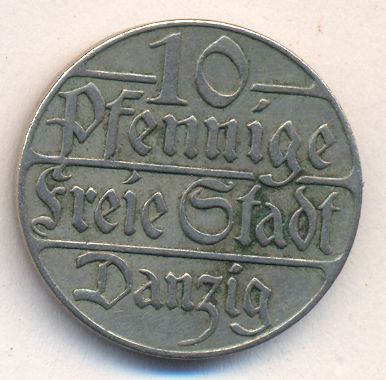 10
Pfennige
Freie Stadt
Danzig